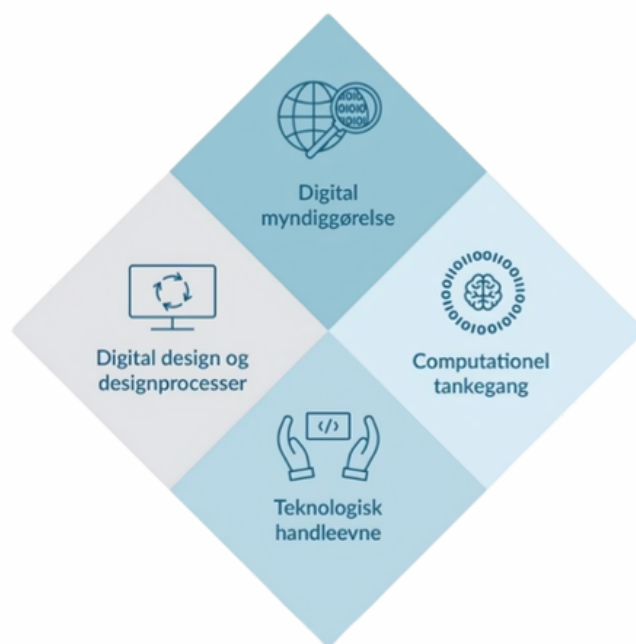 Digital
myndiggørelse
Digital design og
designprocesser
Computationel
tankegang
</>
Teknologisk
handleevne